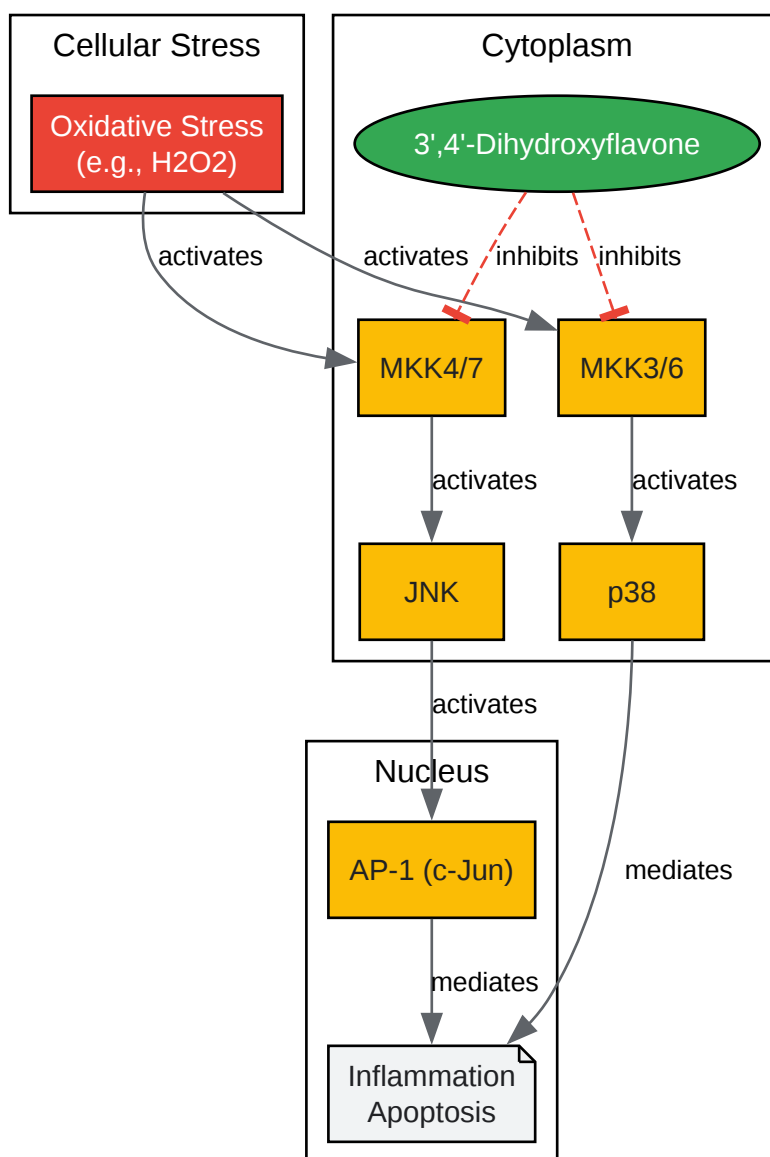 Cellular Stress
Cytoplasm
Oxidative Stress
(e.g., H2O2)
3',4'-Dihydroxyflavone
activates
activates
inhibits
inhibits
MKK4/7
MKK3/6
activates
activates
JNK
p38
activates
Nucleus
AP-1 (c-Jun)
mediates
mediates
Inflammation
Apoptosis